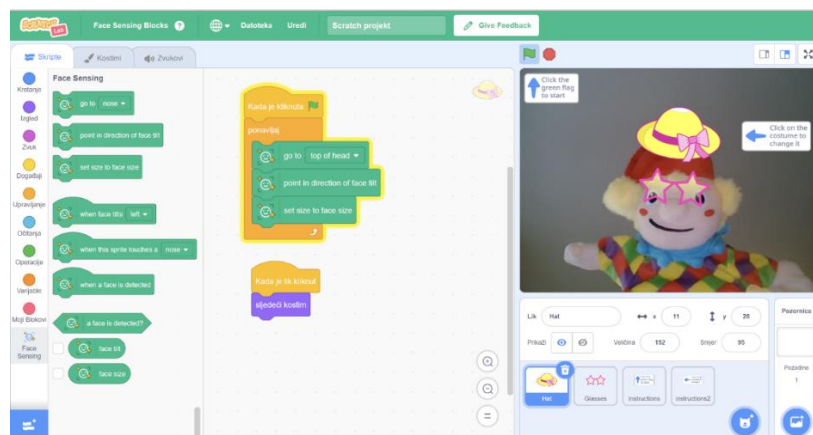 SCRATCH Lab
Face Sensing Blocks ?
Datoteka
Uredi
Scratch projekt
Give Feedback
Skripte
Kostimi
Zvukovi
Kretanje
Izgled
Zvuk
Događaji
Upravljanje
Očitanja
Operacije
Varijable
Moji Blokovi
Face Sensing
Face Sensing
go to nose
point in direction of face tilt
set size to face size
when face tilts left
when this sprite touches a nose
when a face is detected
a face is detected?
face tilt
face size
Kada je kliknuta
ponavljaj
go to top of head
point in direction of face tilt
set size to face size
Kada je lik kliknut
sljedeći kostim
Click the
green flag
to start
Click on the
costume to
change it
Lik Hat x 11 y 26
Prikaži Veličina 152 Smjer 95
Hat
Glasses
instructions
instructions2
Pozornica
Pozadine
1